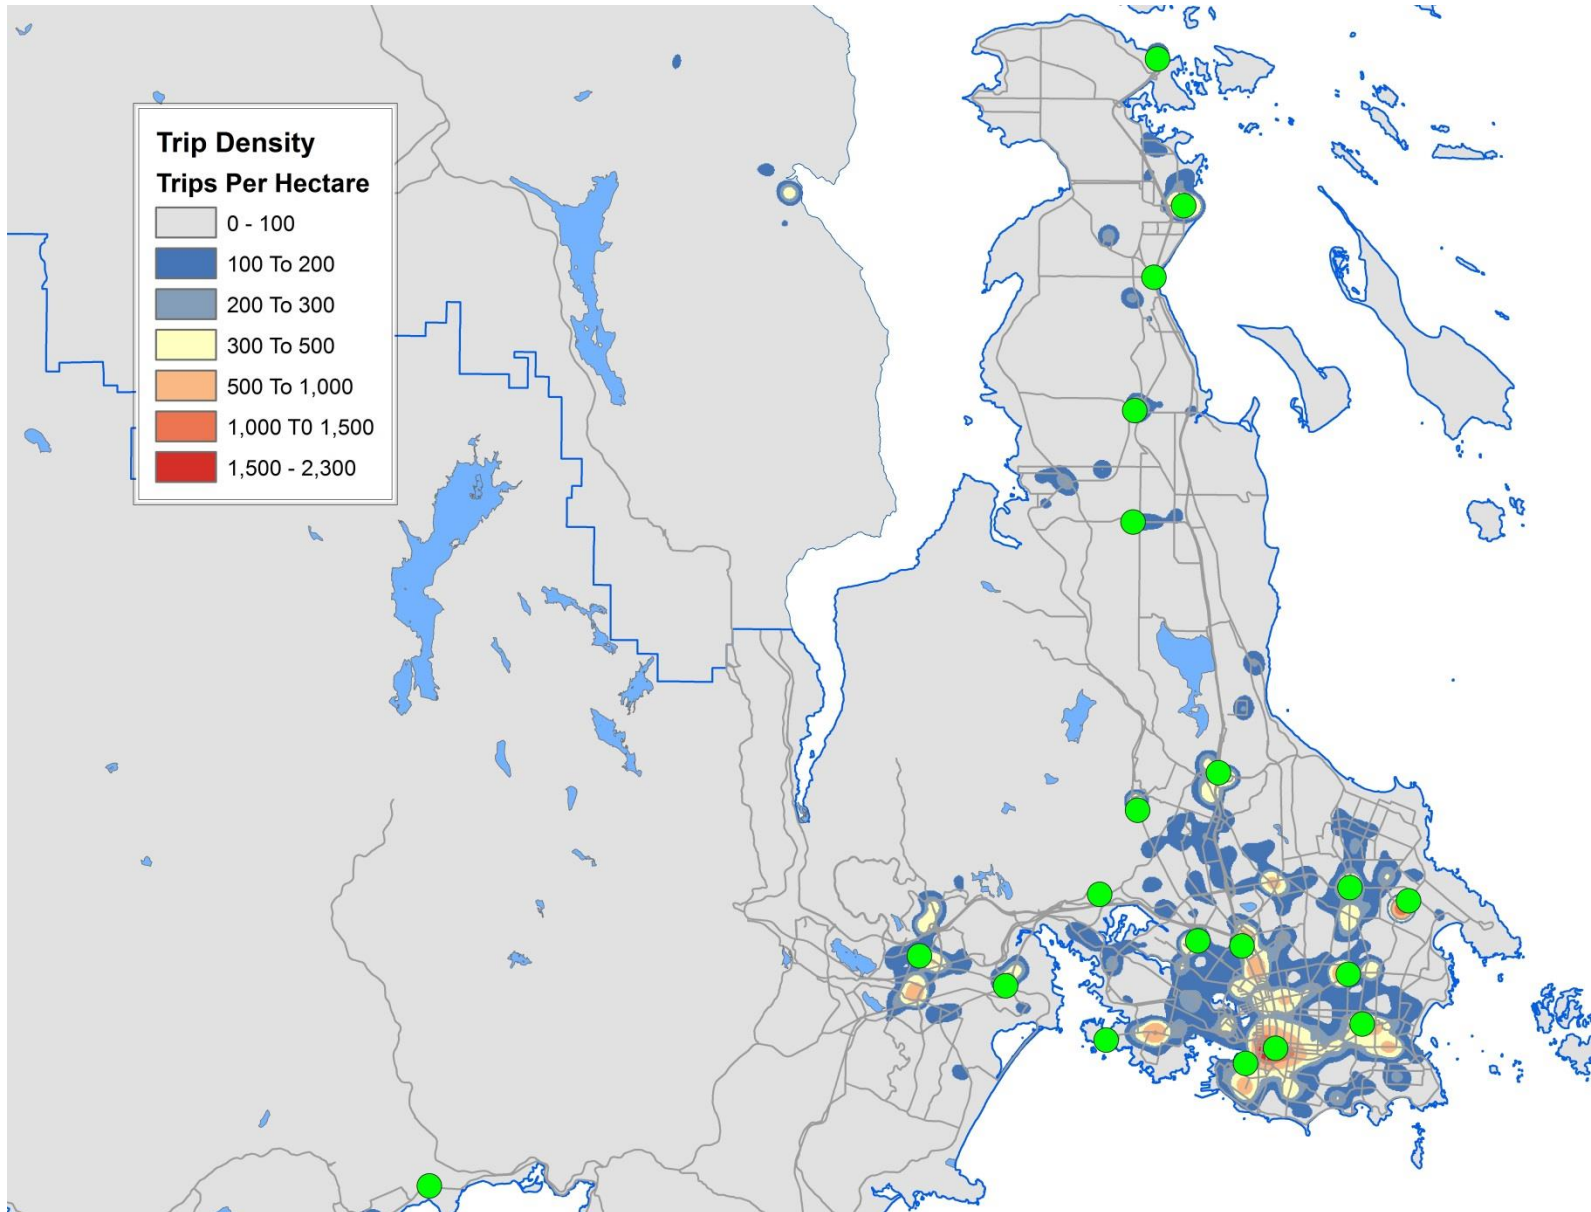 Trip Density
Trips Per Hectare
0 - 100
100 To 200
200 To 300
300 To 500
500 To 1,000
1,000 T0 1,500
1,500 - 2,300